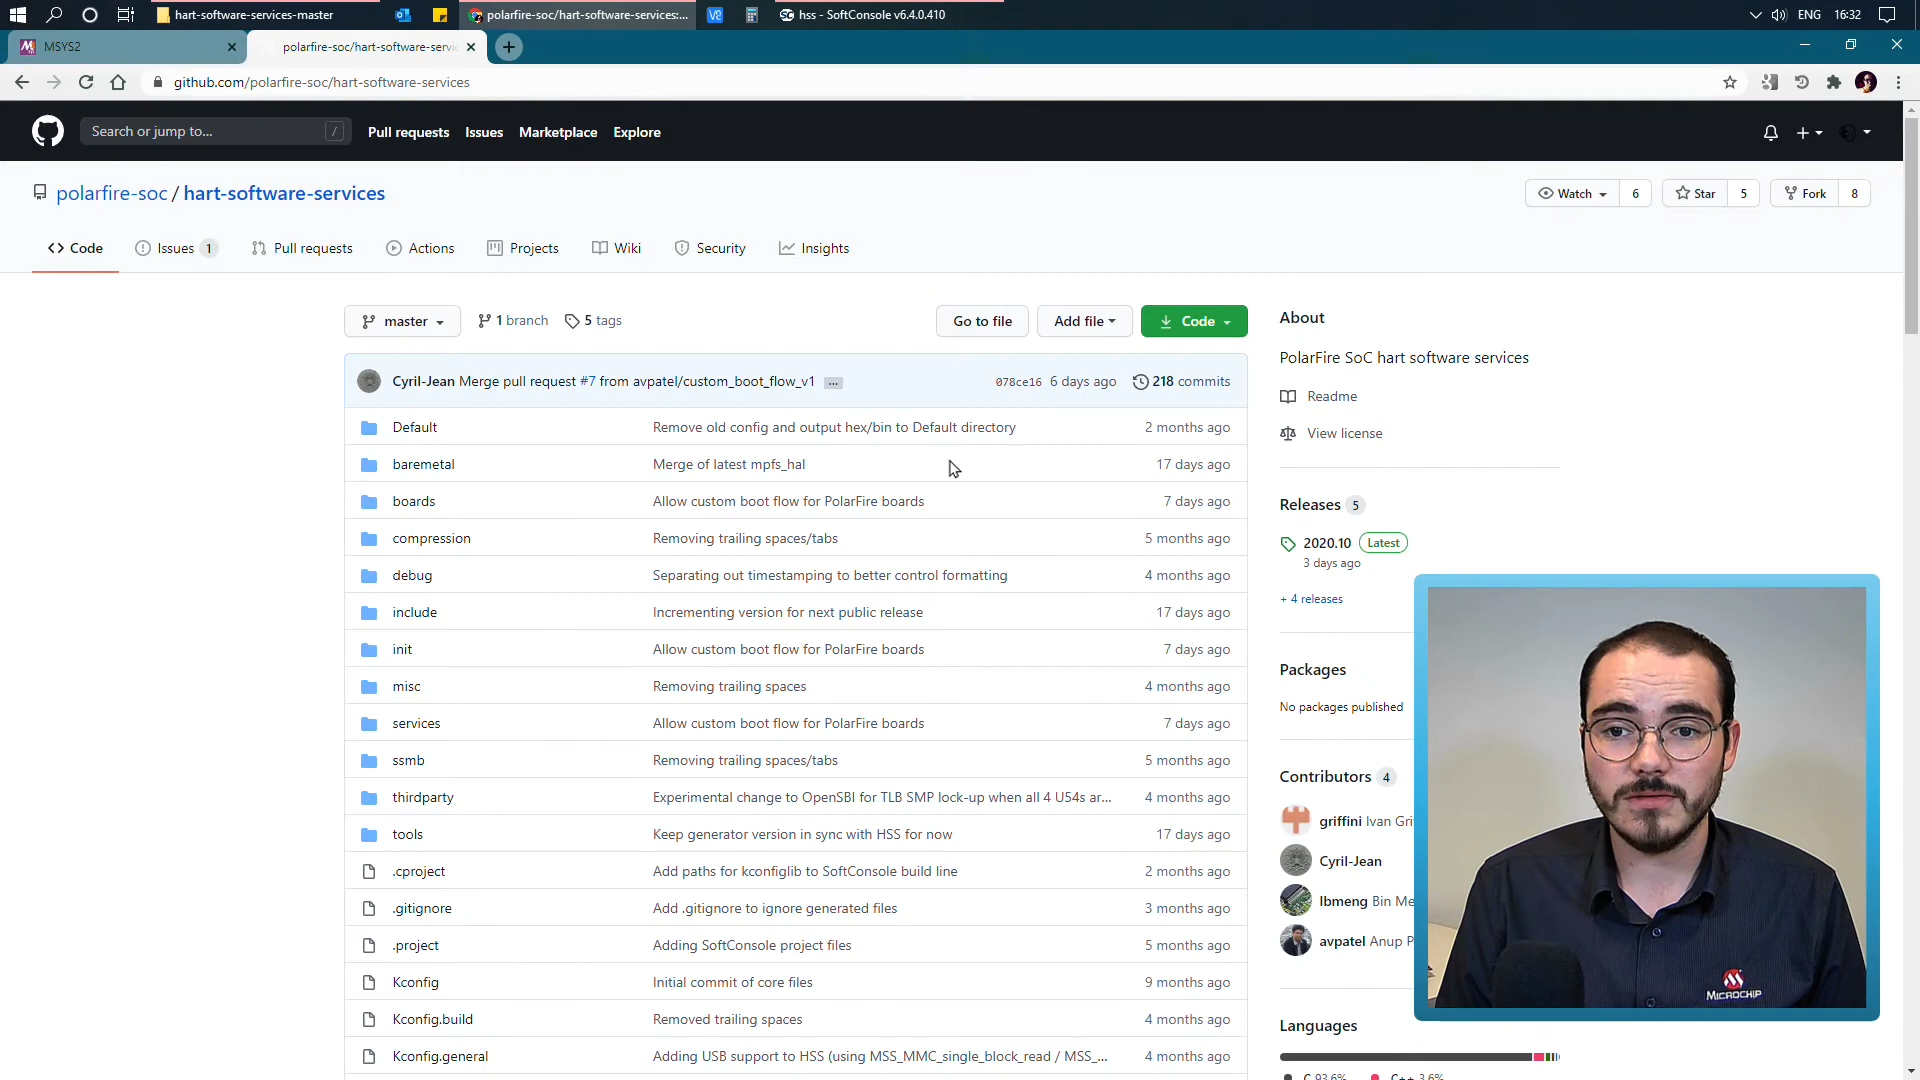 hart-software-services-master
polarfire-soc/hart-software-services:...
hss - SoftConsole v6.4.0.410
ENG 16:32
MSYS2
polarfire-soc/hart-software-servic
github.com/polarfire-soc/hart-software-services
Search or jump to... /
Pull requests Issues Marketplace Explore
polarfire-soc / hart-software-services
Watch 6 Star 5 Fork 8
Code Issues 1 Pull requests Actions Projects Wiki Security Insights
master 1 branch 5 tags Go to file Add file Code
Cyril-Jean Merge pull request #7 from avpatel/custom_boot_flow_v1 ... 078ce16 6 days ago 218 commits
Default Remove old config and output hex/bin to Default directory 2 months ago
baremetal Merge of latest mpfs_hal 17 days ago
boards Allow custom boot flow for PolarFire boards 7 days ago
compression Removing trailing spaces/tabs 5 months ago
debug Separating out timestamping to better control formatting 4 months ago
include Incrementing version for next public release 17 days ago
init Allow custom boot flow for PolarFire boards 7 days ago
misc Removing trailing spaces 4 months ago
services Allow custom boot flow for PolarFire boards 7 days ago
ssmb Removing trailing spaces/tabs 5 months ago
thirdparty Experimental change to OpenSBI for TLB SMP lock-up when all 4 U54s ar... 4 months ago
tools Keep generator version in sync with HSS for now 17 days ago
.cproject Add paths for kconfiglib to SoftConsole build line 2 months ago
.gitignore Add .gitignore to ignore generated files 3 months ago
.project Adding SoftConsole project files 5 months ago
Kconfig Initial commit of core files 9 months ago
Kconfig.build Removed trailing spaces 4 months ago
Kconfig.general Adding USB support to HSS (using MSS_MMC_single_block_read / MSS_... 4 months ago
About
PolarFire SoC hart software services
Readme
View license
Releases 5
2020.10 Latest
3 days ago
+ 4 releases
Packages
No packages published
Contributors 4
griffini Ivan Gri
Cyril-Jean
lbmeng Bin Me
avpatel Anup P
Languages
C 93.6% C++ 3.6%
MICROCHIP